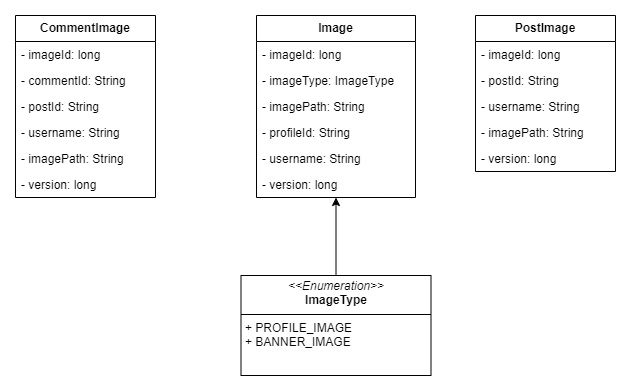 CommentImage
- imageId: long
- commentId: String
- postId: String
- username: String
- imagePath: String
- version: long
Image
- imageId: long
- imageType: ImageType
- imagePath: String
- profileId: String
- username: String
- version: long
PostImage
- imageId: long
- postId: String
- username: String
- imagePath: String
- version: long
<<Enumeration>>
ImageType
+ PROFILE_IMAGE
+ BANNER_IMAGE